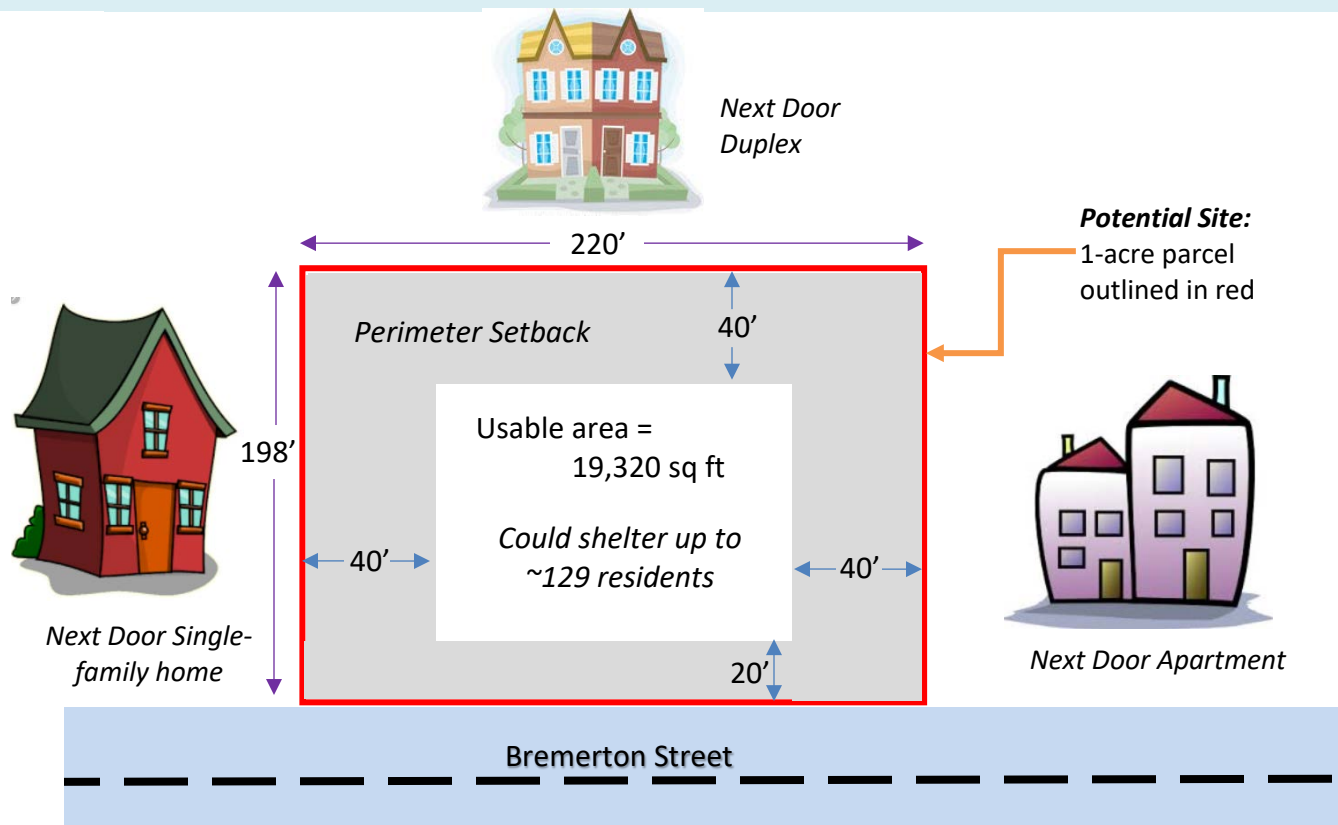 Next Door
Duplex
Potential Site:
1-acre parcel
outlined in red
220’
Perimeter Setback
40’
198’
Usable area =
19,320 sq ft
Could shelter up to
~129 residents
40’
40’
20’
Next Door Single-
family home
Next Door Apartment
Bremerton Street